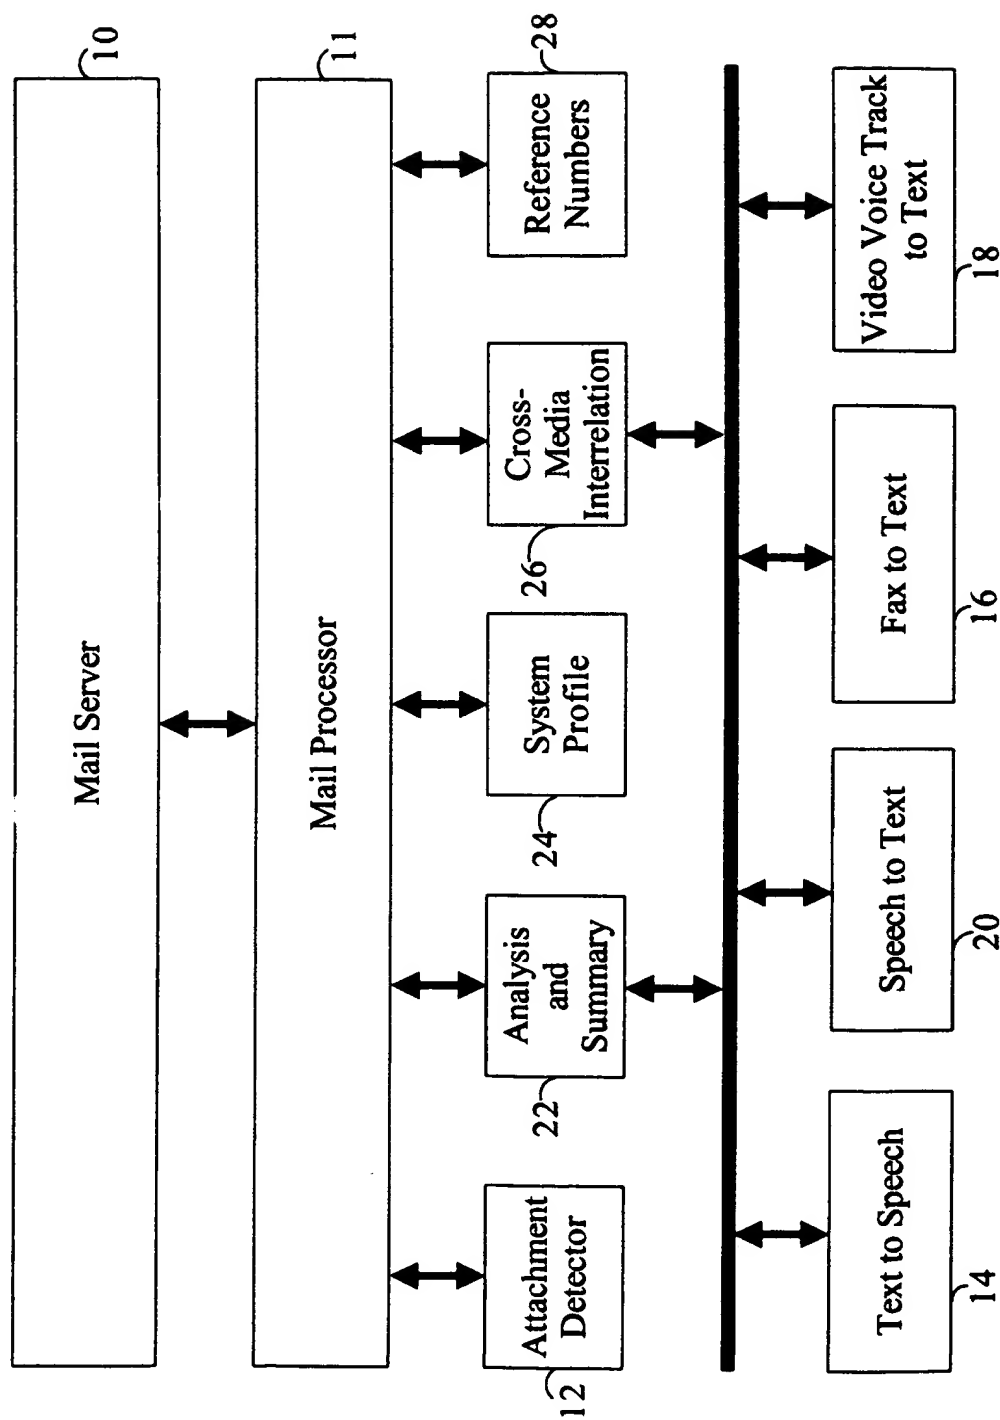 Mail Server
10
Mail Processor
11
Attachment
Detector
12
Analysis
and
Summary
22
System
Profile
24
Cross-
Media
Interrelation
26
Reference
Numbers
28
Text to Speech
14
Speech to Text
20
Fax to Text
16
Video Voice Track
to Text
18